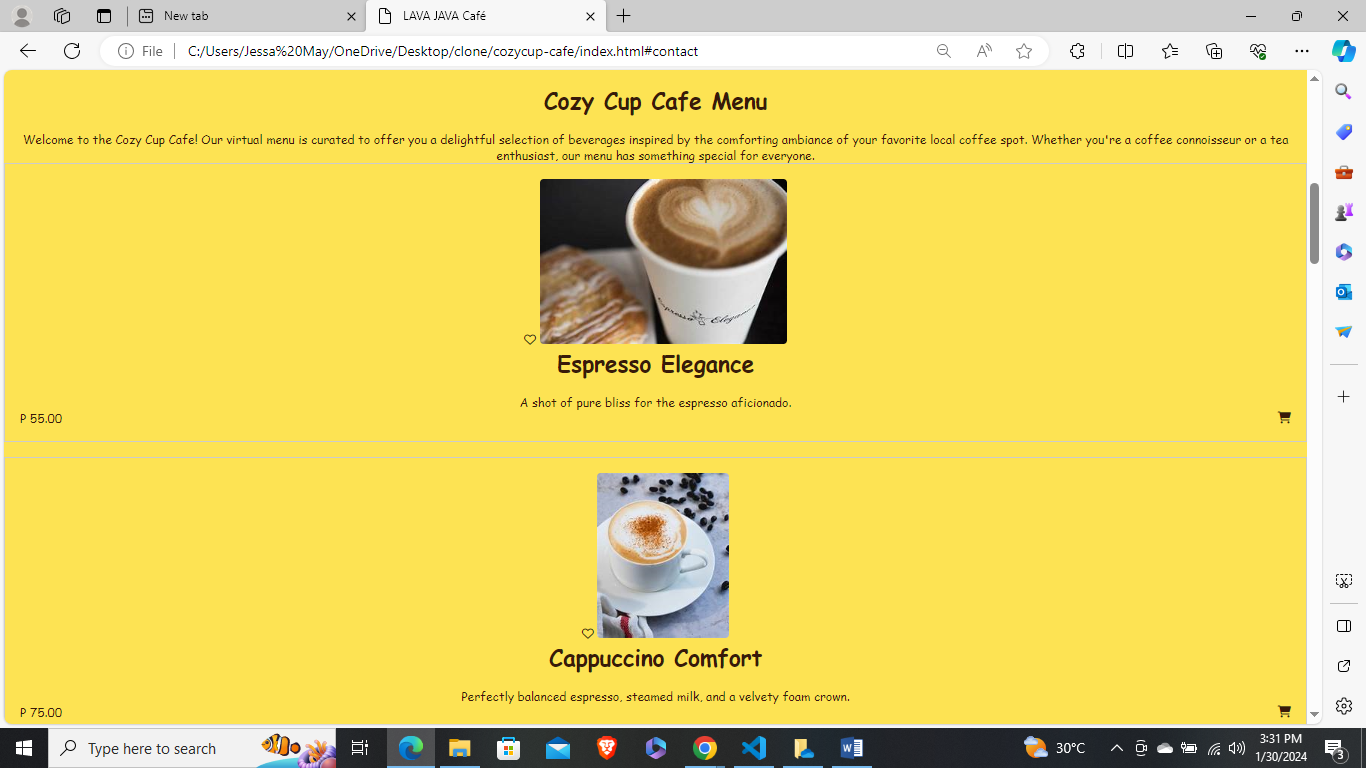 New tab
LAVA JAVA Café
File
C:/Users/Jessa%20May/OneDrive/Desktop/clone/cozycup-cafe/index.html#contact
Cozy Cup Cafe Menu
Welcome to the Cozy Cup Cafe! Our virtual menu is curated to offer you a delightful selection of beverages inspired by the comforting ambiance of your favorite local coffee spot. Whether you're a coffee connoisseur or a tea
enthusiast, our menu has something special for everyone.
Espresso Elegance
Espresso Elegance
A shot of pure bliss for the espresso aficionado.
P 55.00
Cappuccino Comfort
Perfectly balanced espresso, steamed milk, and a velvety foam crown.
P 75.00
Type here to search
30°C
3:31 PM
1/30/2024
3